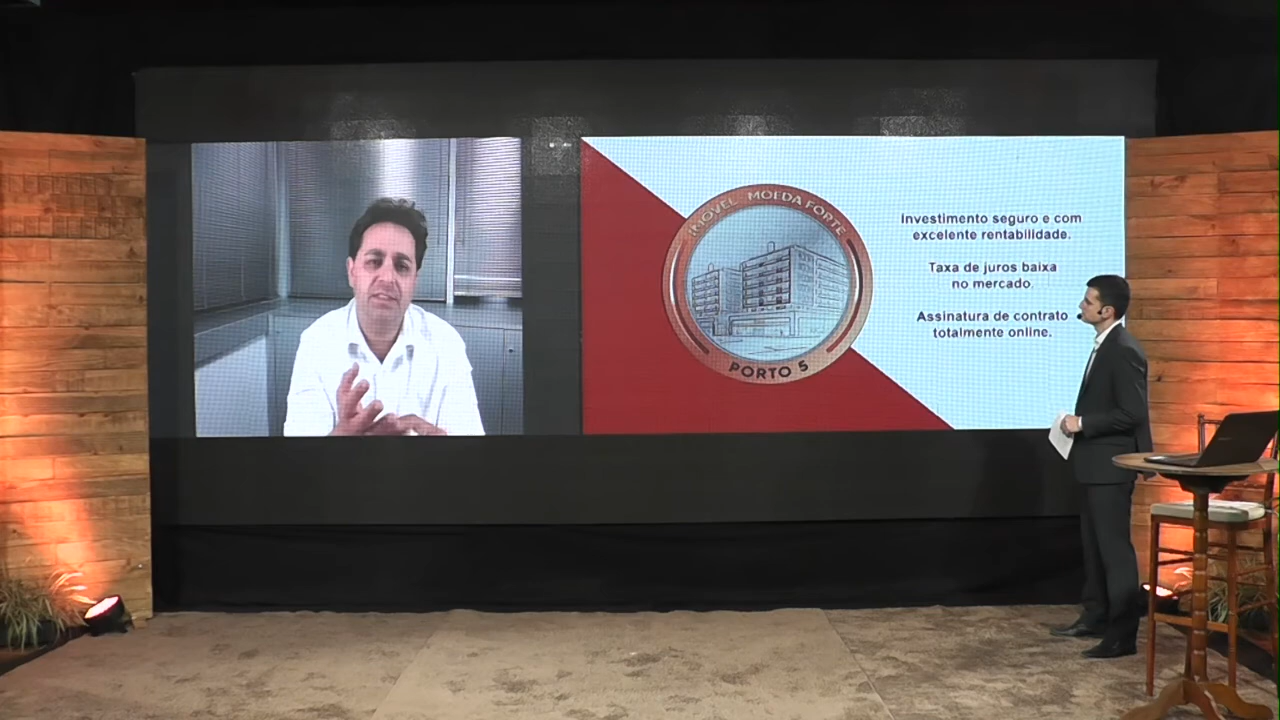 IMÓVEL MOEDA FORTE
PORTO 5
Investimento seguro e com
excelente rentabilidade.
Taxa de juros baixa
no mercado.
Assinatura de contrato
totalmente online.